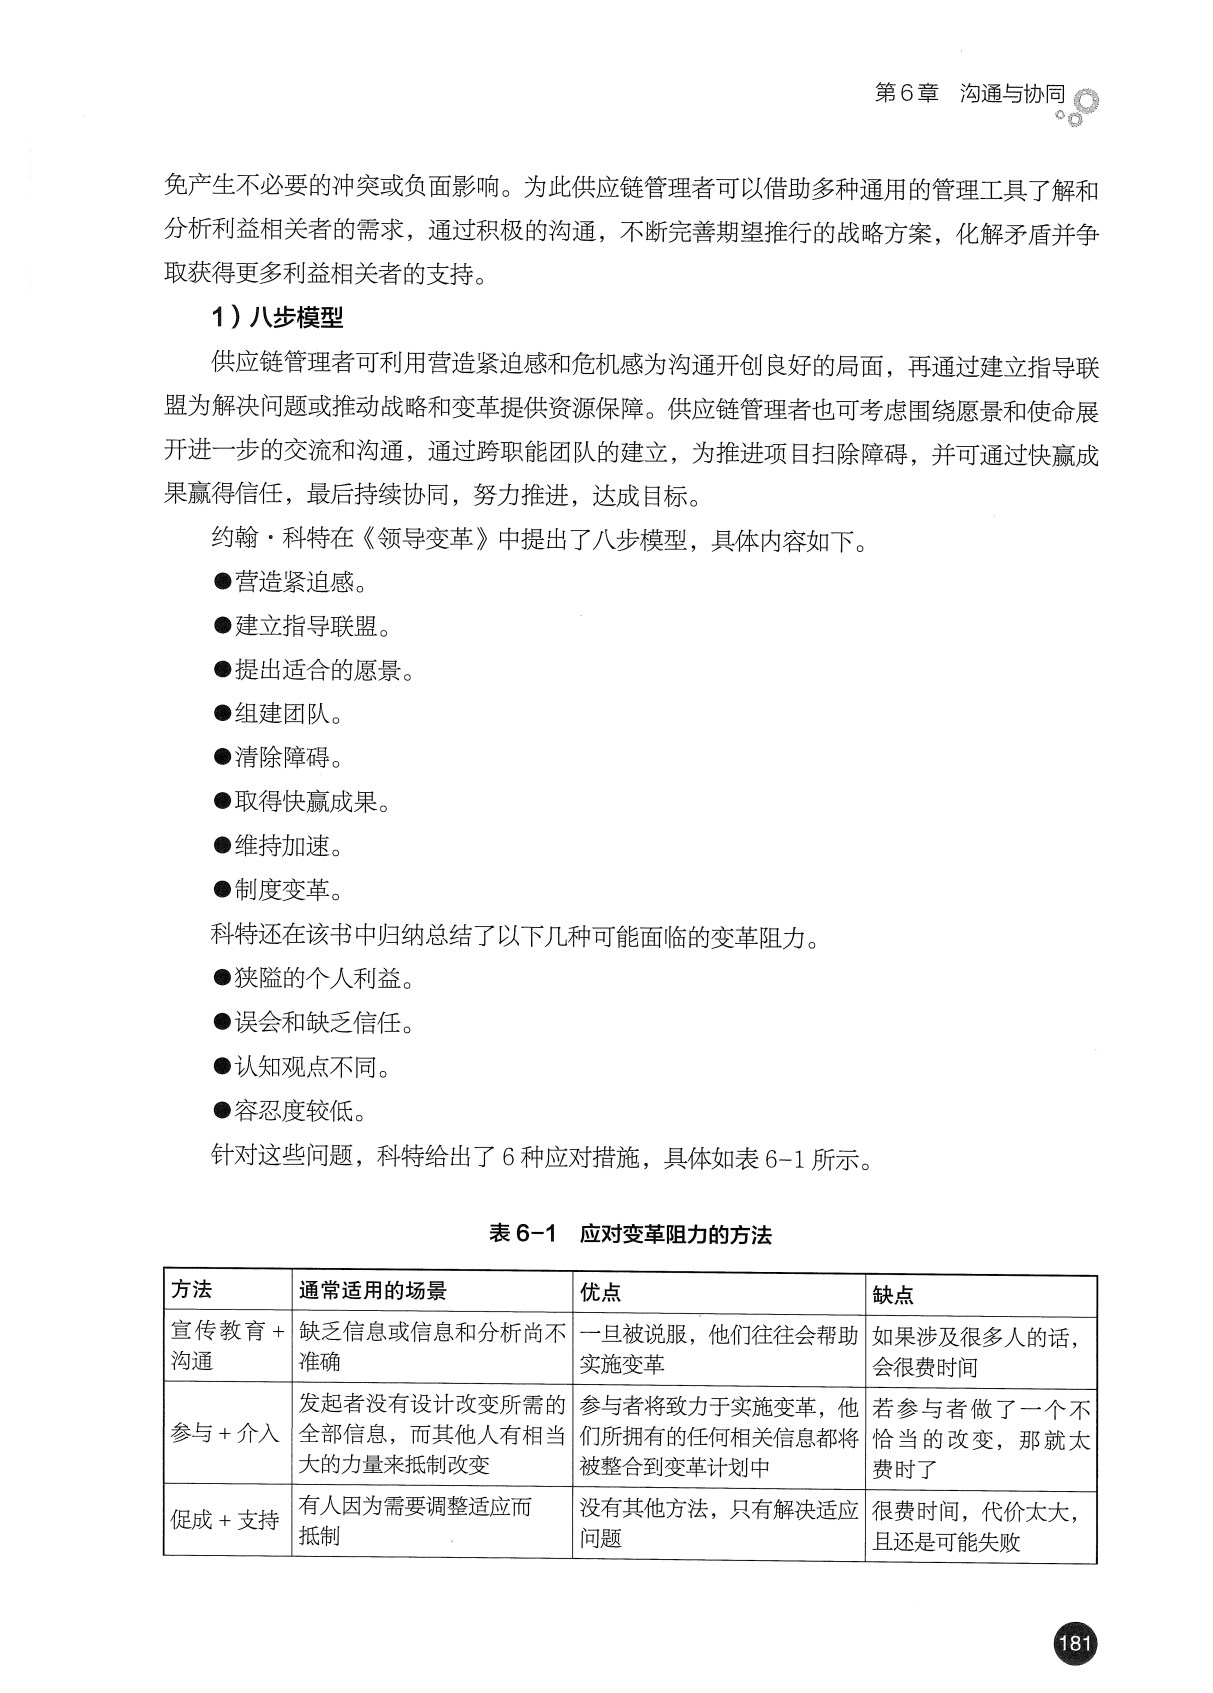 第6章 沟通与协同
免产生不必要的冲突或负面影响。为此供应链管理者可以借助多种通用的管理工具了解和
分析利益相关者的需求，通过积极的沟通，不断完善期望推行的战略方案，化解矛盾并争
取获得更多利益相关者的支持。
1）八步模型
供应链管理者可利用营造紧迫感和危机感为沟通开创良好的局面，再通过建立指导联
盟为解决问题或推动战略和变革提供资源保障。供应链管理者也可考虑围绕愿景和使命展
开进一步的交流和沟通，通过跨职能团队的建立，为推进项目扫除障碍，并可通过快赢成
果赢得信任，最后持续协同，努力推进，达成目标。
约翰·科特在《领导变革》中提出了八步模型，具体内容如下。
●营造紧迫感。
●建立指导联盟。
●提出适合的愿景。
●组建团队。
●清除障碍。
●取得快赢成果。
●维持加速。
●制度变革。
科特还在该书中归纳总结了以下几种可能面临的变革阻力。
●狭隘的个人利益。
●误会和缺乏信任。
●认知观点不同。
●容忍度较低。
针对这些问题，科特给出了6种应对措施，具体如表6-1所示。
表6-1 应对变革阻力的方法
方法 通常适用的场景 优点 缺点
宣传教育+ 缺乏信息或信息和分析尚不 一旦被说服，他们往往会帮助 如果涉及很多人的话，
沟通 准确 实施变革 会很费时间
发起者没有设计改变所需的 参与者将致力于实施变革，他 若参与者做了一个不
参与+介入 全部信息，而其他人有相当 们所拥有的任何相关信息都将 恰当的改变，那就太
大的力量来抵制改变 被整合到变革计划中 费时了
促成+支持 有人因为需要调整适应而 没有其他方法，只有解决适应 很费时间，代价太大，
抵制 问题 且还是可能失败
181